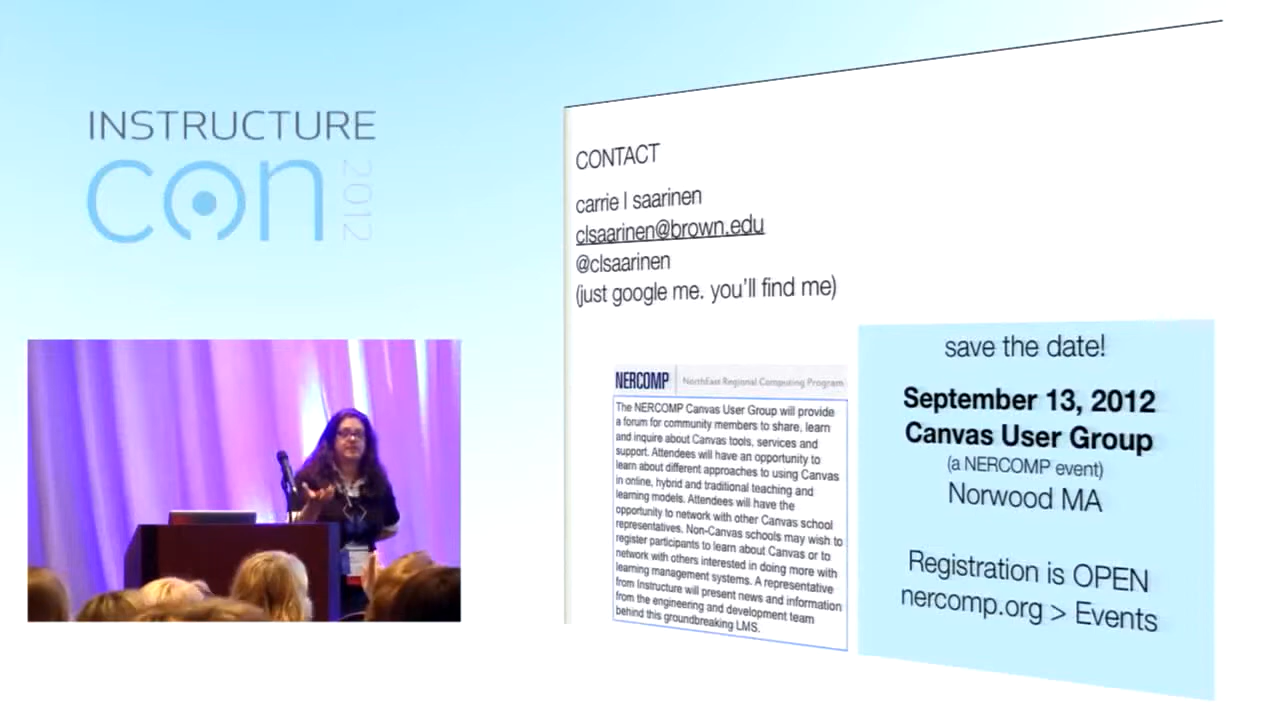 INSTRUCTURE
con 2012
CONTACT
carrie l saarinen
clsaarinen@brown.edu
@clsaarinen
(just google me. you'll find me)
NERCOMP NorthEast Regional Computing Program
The NERCOMP Canvas User Group will provide
a forum for community members to share, learn
and inquire about Canvas tools, services and
support. Attendees will have an opportunity to
learn about different approaches to using Canvas
in online, hybrid and traditional teaching and
learning models. Attendees will have the
opportunity to network with other Canvas school
representatives. Non-Canvas schools may wish to
register participants to learn about Canvas or to
network with others interested in doing more with
learning management systems. A representative
from Instructure will present news and information
from the engineering and development team
behind this groundbreaking LMS.
save the date!
September 13, 2012
Canvas User Group
(a NERCOMP event)
Norwood MA
Registration is OPEN
nercomp.org > Events